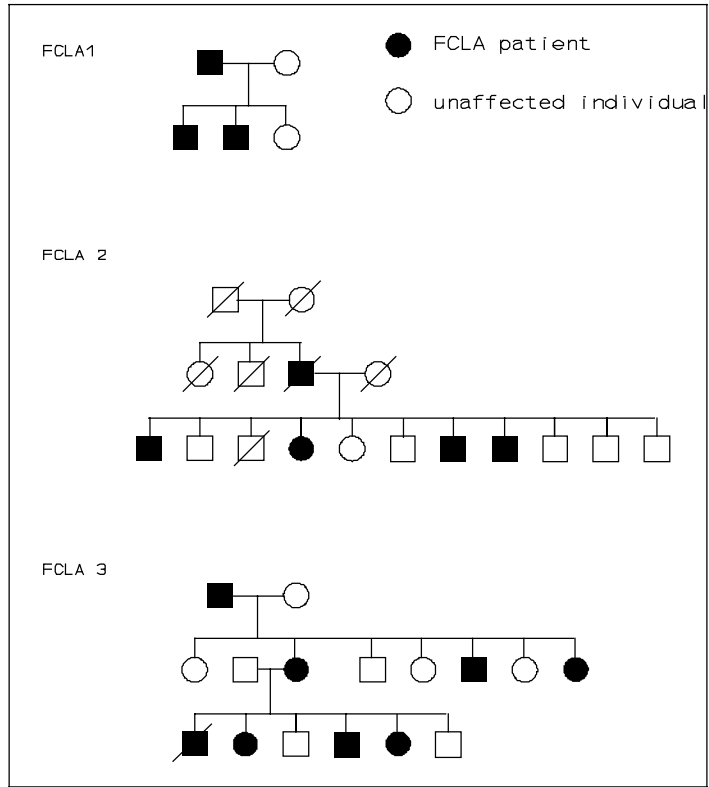 FCLA1
FCLA patient
unaffected individual
FCLA 2
FCLA 3